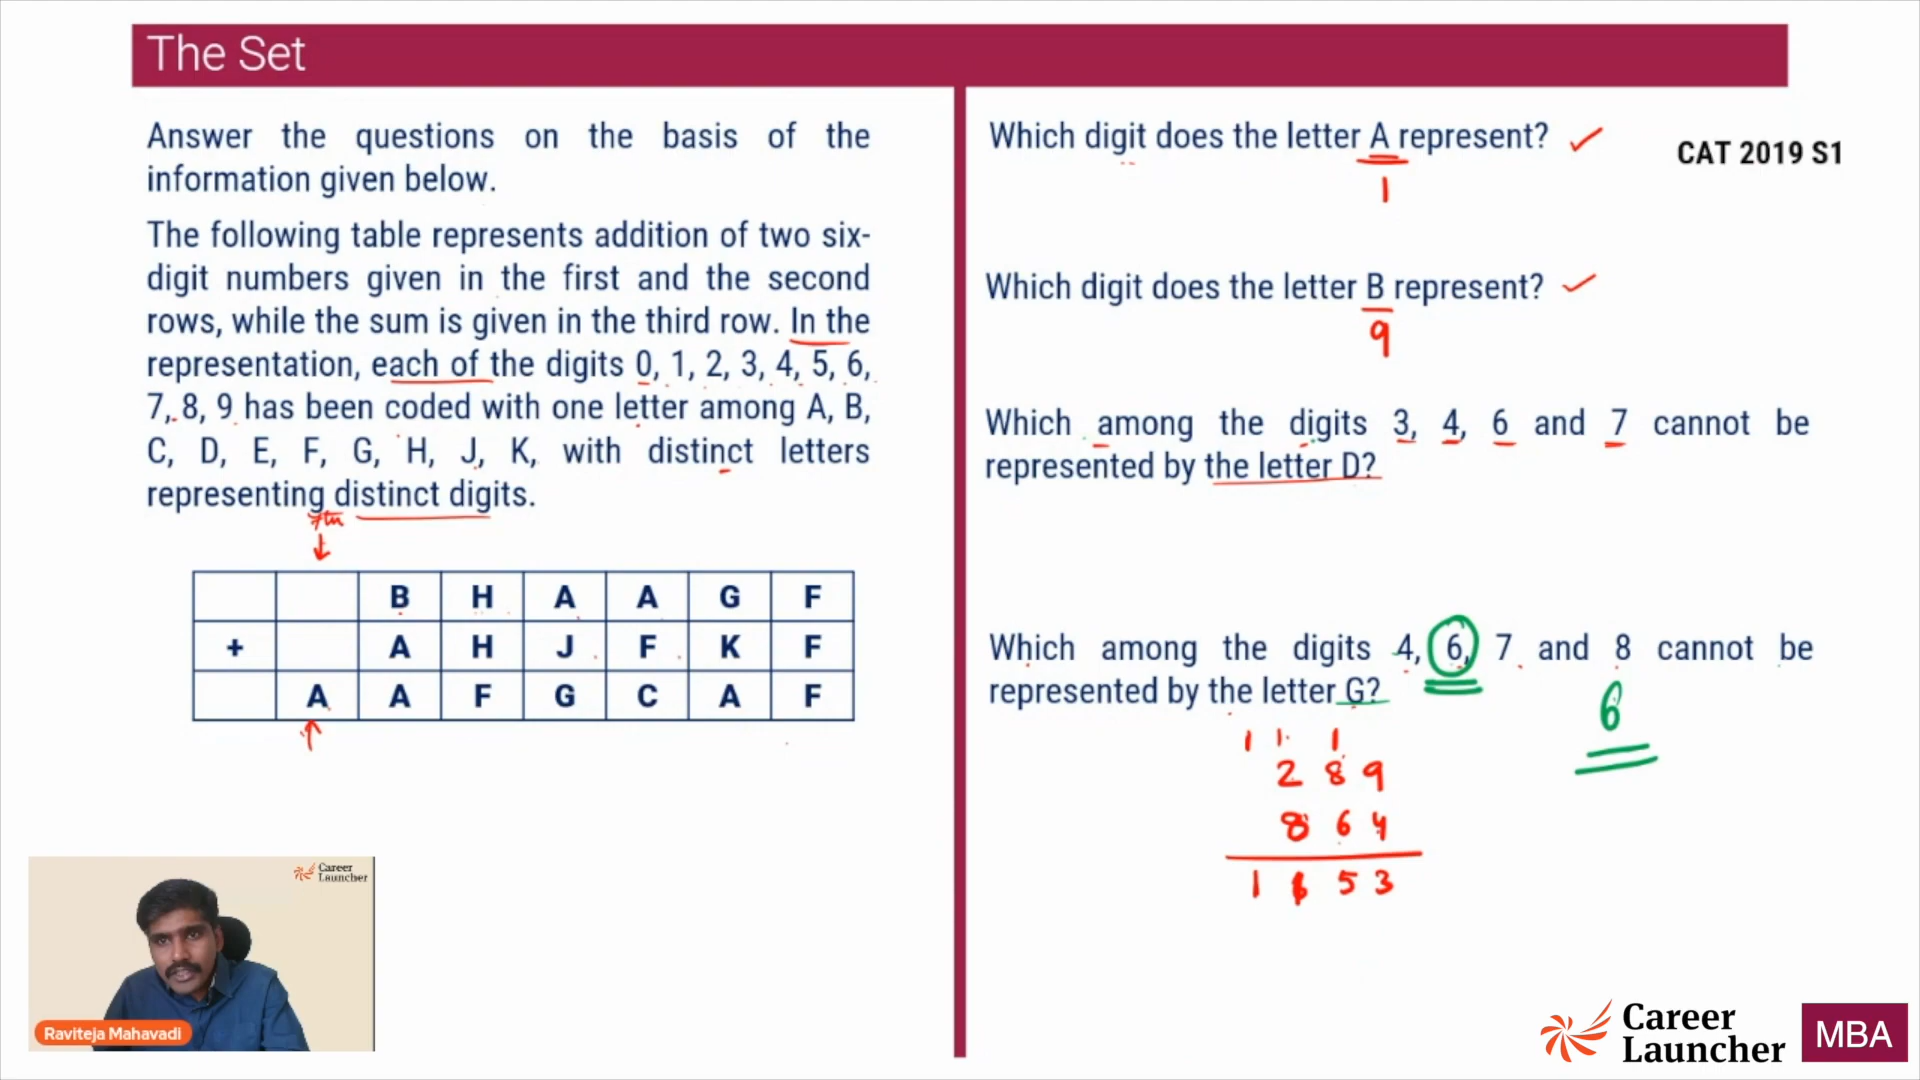 The Set
Answer the questions on the basis of the
information given below.
The following table represents addition of two six-
digit numbers given in the first and the second
rows, while the sum is given in the third row. In the
representation, each of the digits 0, 1, 2, 3, 4, 5, 6,
7, 8, 9 has been coded with one letter among A, B,
C, D, E, F, G, H, J, K, with distinct letters
representing distinct digits.
B H A A G F
+ A H J F K F
A A F G C A F
Career
Launcher
Raviteja Mahavadi
Which digit does the letter A represent?
CAT 2019 S1
1
Which digit does the letter B represent?
9
Which among the digits 3, 4, 6 and 7 cannot be
represented by the letter D?
Which among the digits 4, 6, 7 and 8 cannot be
represented by the letter G?
6
1 1 1
2 8 9
8 6 4
1 1 5 3
Career
Launcher
MBA